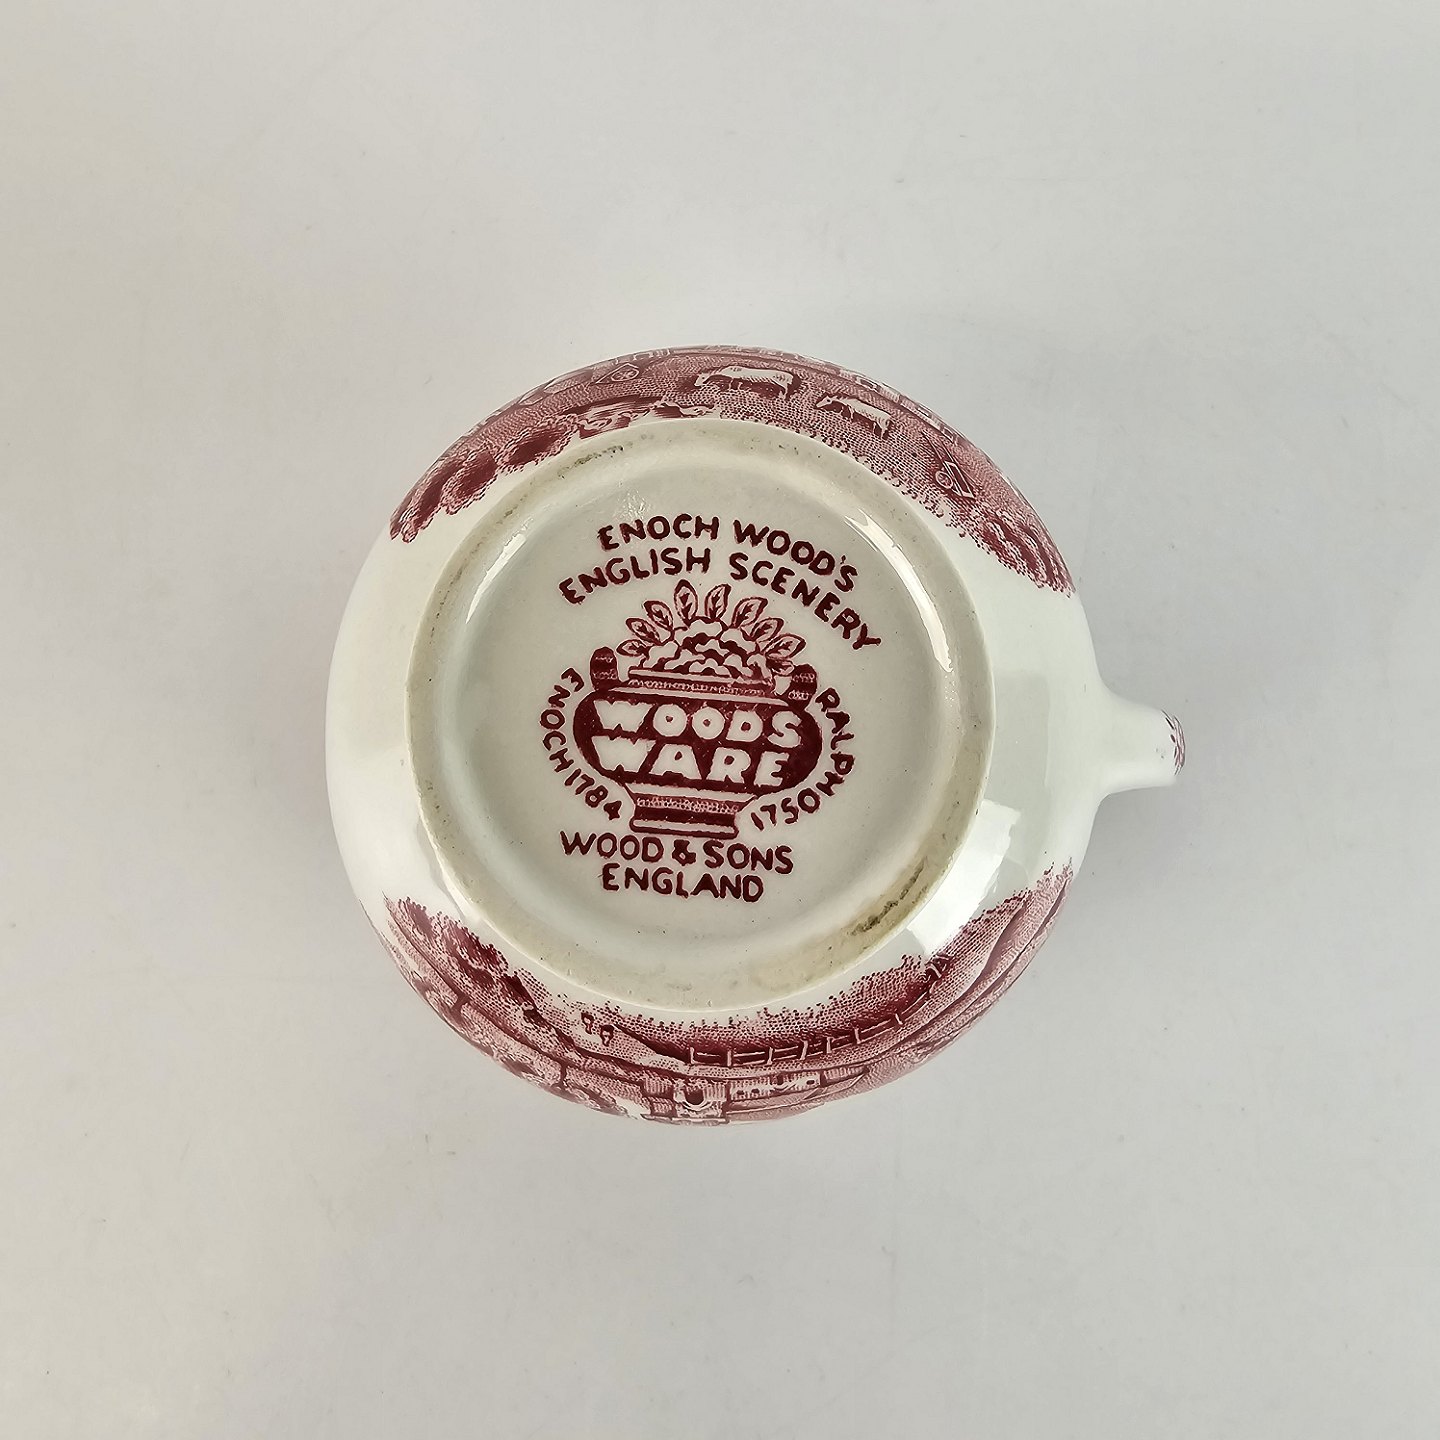 ENOCH WOOD'S
ENGLISH SCENERY
WOODS
WARE
ENOCH 1784
RALPH 1750
WOOD & SONS
ENGLAND